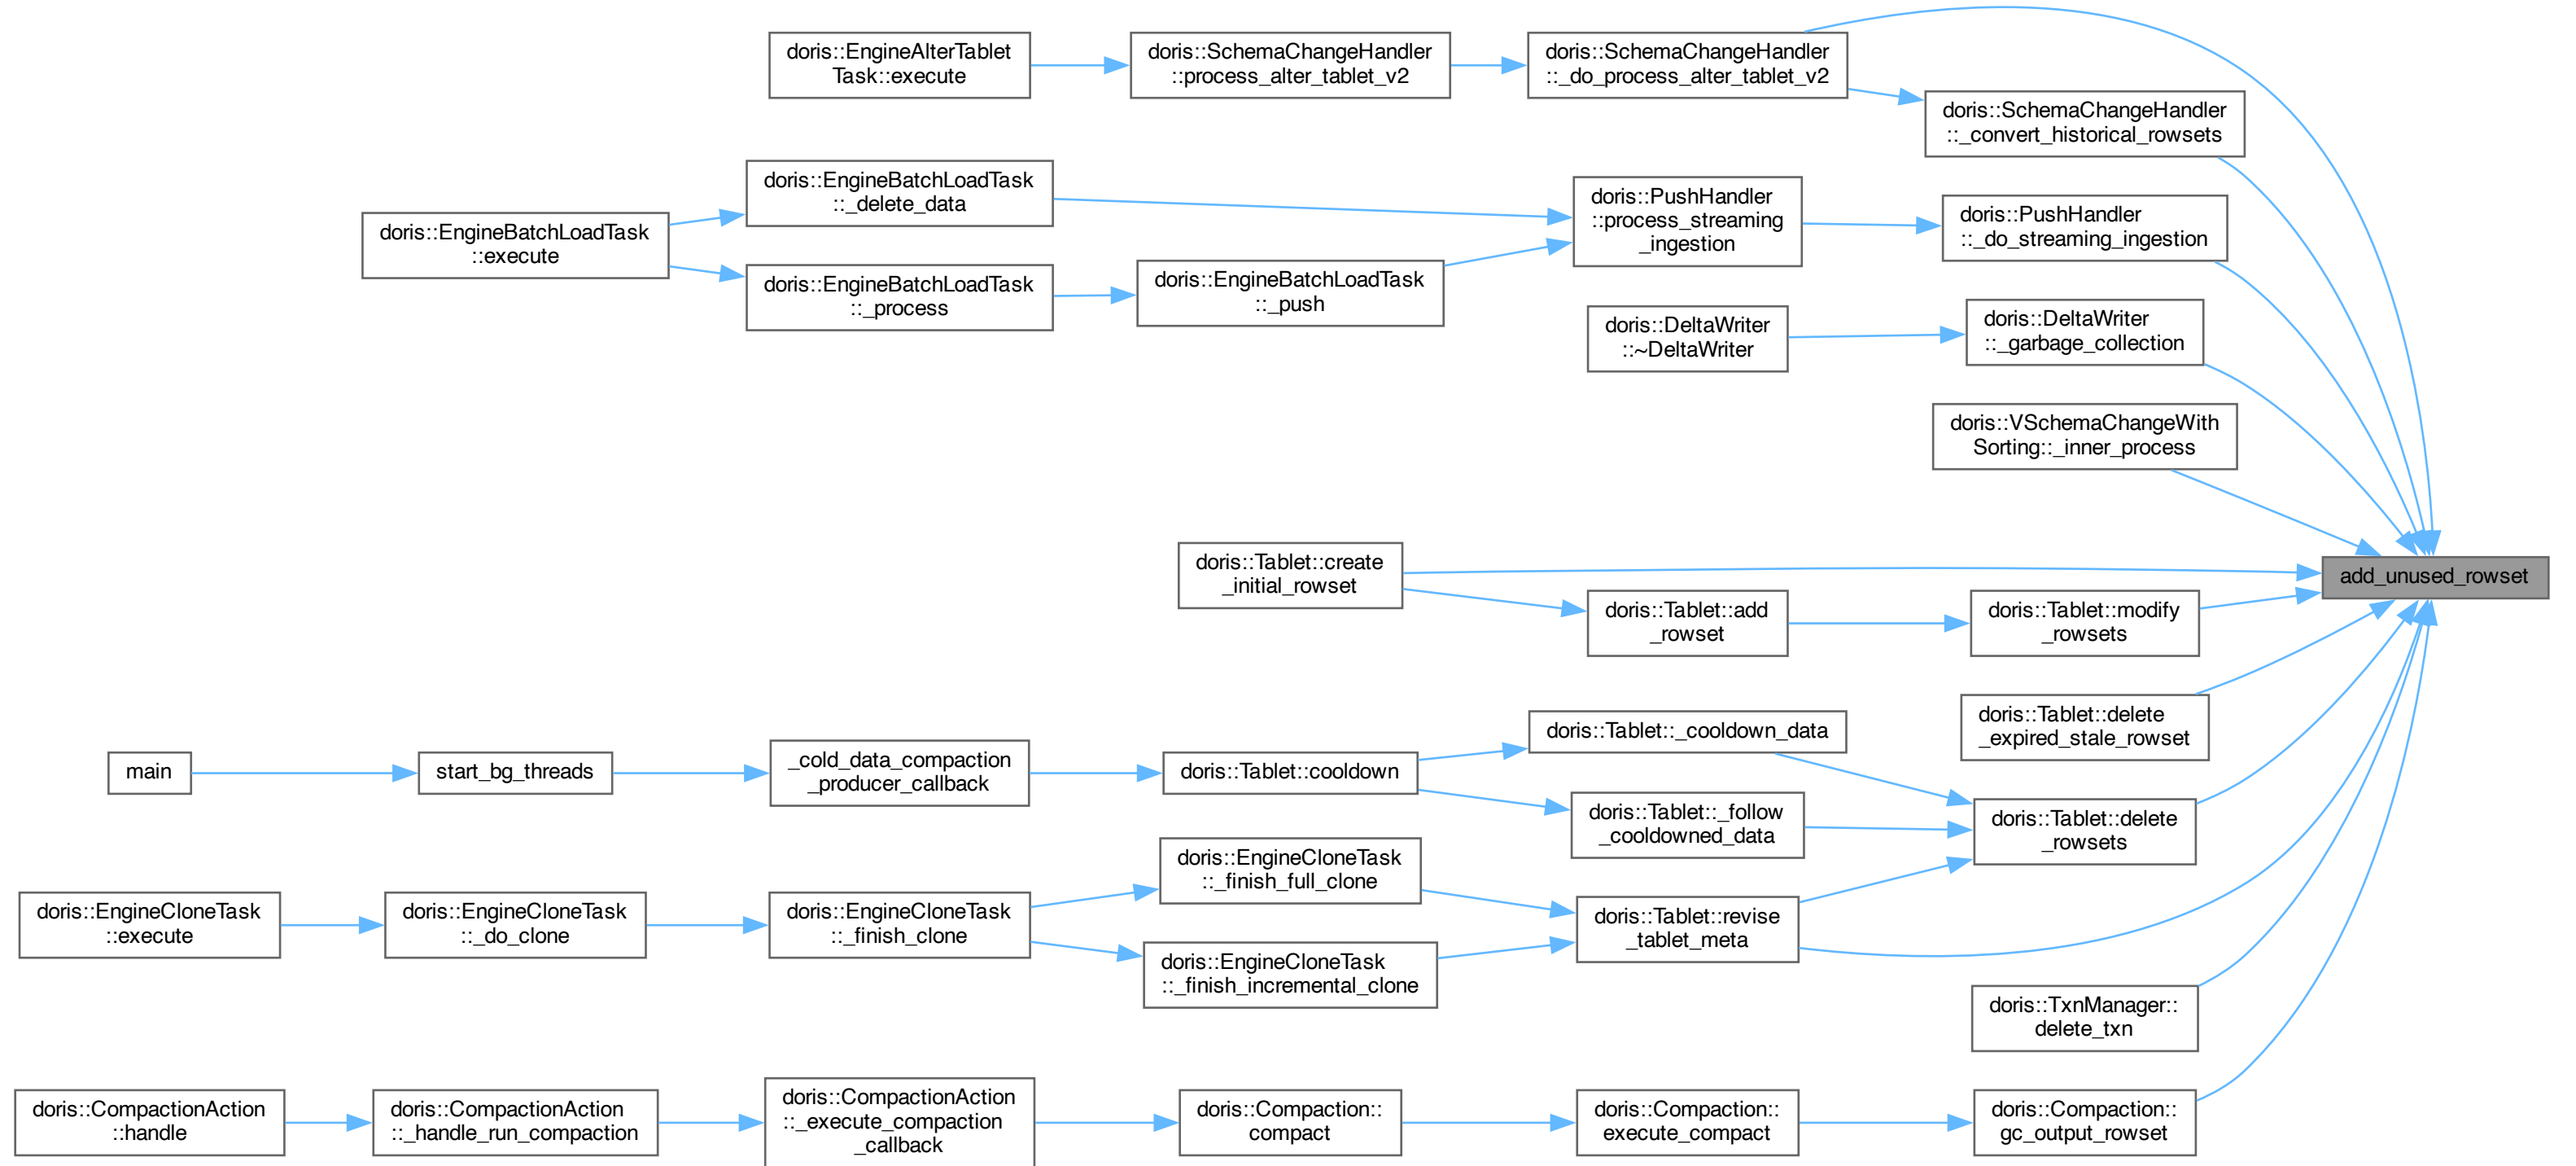 doris::EngineAlterTablet
Task::execute
doris::SchemaChangeHandler
::process_alter_tablet_v2
doris::SchemaChangeHandler
::_do_process_alter_tablet_v2
doris::SchemaChangeHandler
::_convert_historical_rowsets
doris::EngineBatchLoadTask
::execute
doris::EngineBatchLoadTask
::_delete_data
doris::EngineBatchLoadTask
::_process
doris::EngineBatchLoadTask
::_push
doris::PushHandler
::process_streaming
_ingestion
doris::PushHandler
::_do_streaming_ingestion
doris::DeltaWriter
::~DeltaWriter
doris::DeltaWriter
::_garbage_collection
doris::VSchemaChangeWith
Sorting::_inner_process
doris::Tablet::create
_initial_rowset
doris::Tablet::add
_rowset
doris::Tablet::modify
_rowsets
add_unused_rowset
doris::Tablet::delete
_expired_stale_rowset
main
start_bg_threads
_cold_data_compaction
_producer_callback
doris::Tablet::cooldown
doris::Tablet::_cooldown_data
doris::Tablet::_follow
_cooldowned_data
doris::Tablet::delete
_rowsets
doris::EngineCloneTask
::execute
doris::EngineCloneTask
::_do_clone
doris::EngineCloneTask
::_finish_clone
doris::EngineCloneTask
::_finish_full_clone
doris::EngineCloneTask
::_finish_incremental_clone
doris::Tablet::revise
_tablet_meta
doris::TxnManager::
delete_txn
doris::CompactionAction
::handle
doris::CompactionAction
::_handle_run_compaction
doris::CompactionAction
::_execute_compaction
_callback
doris::Compaction::
compact
doris::Compaction::
execute_compact
doris::Compaction::
gc_output_rowset